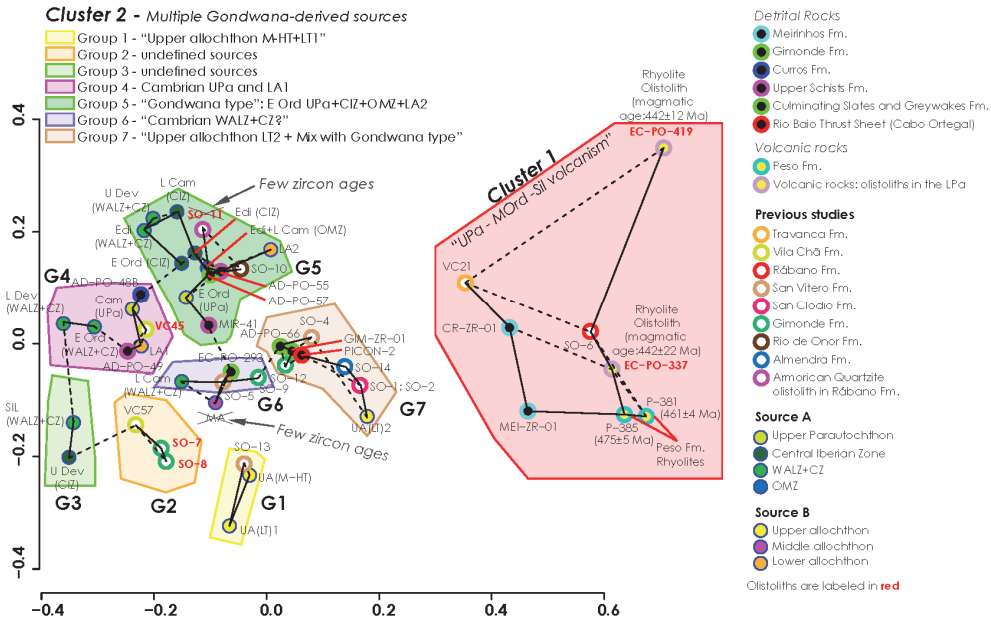 Cluster 2 - Multiple Gondwana-derived sources
Group 1 - “Upper allochthon M-HT+LT1”
Group 2 - undefined sources
Group 3 - undefined sources
Group 4 - Cambrian UPa and LA1
Group 5 - “Gondwana type”: E Ord UPa+CIZ+OMZ+LA2
Group 6 - “Cambrian WALZ+CZ?”
Group 7 - “Upper allochthon LT2 + Mix with Gondwana type”
0.4
0.2
0.0
−0.2
−0.4
−0.4
−0.2
0.0
0.2
0.4
0.6
L Cam
(CIZ)
U Dev
(WALZ+CZ)
Few zircon ages
SO-11
Edi (CIZ)
Edi
(WALZ+CZ)
Edi+L Cam (OMZ)
LA2
E Ord (CIZ)
SO-10
G5
AD-PO-55
AD-PO-57
E Ord
(UPa)
MIR-41
G4
AD-PO-48B
L Dev
(WALZ+CZ)
Cam
(UPa)
VC45
E Ord
(WALZ+CZ)
LA1
AD-PO-49
AD-PO-66
SO-4
GIM-ZR-01
PICON-2
SO-14
SO-12
SO-1; SO-2
UA(LT)2
G7
EC-PO-293
L Cam
(WALZ+CZ)
SO-5
SO-9
G6
MA
Few zircon ages
SIL
(WALZ+CZ)
U Dev
(CIZ)
G3
VC57
SO-7
SO-8
G2
SO-13
UA(M-HT)
G1
UA(LT)1
Cluster 1
“UPa - MOrd -Sil volcanism”
Rhyolite
Olistolith
(magmatic
age:442±12 Ma)
EC-PO-419
VC21
CR-ZR-01
SO-6
Rhyolite
Olistolith
(magmatic
age:442±22 Ma)
EC-PO-337
MEI-ZR-01
P-381
(461±4 Ma)
P-385
(475±5 Ma)
Peso Fm.
Rhyolites
Detrital Rocks
Meirinhos Fm.
Gimonde Fm.
Curros Fm.
Upper Schists Fm.
Culminating Slates and Greywakes Fm.
Rio Baio Thrust Sheet (Cabo Ortegal)
Volcanic rocks
Peso Fm.
Volcanic rocks: olistoliths in the LPa
Previous studies
Travanca Fm.
Vila Chã Fm.
Rábano Fm.
San Vitero Fm.
San Clodio Fm.
Gimonde Fm.
Rio de Onor Fm.
Almendra Fm.
Armorican Quartzite
olistolith in Rábano Fm.
Source A
Upper Parautochthon
Central Iberian Zone
WALZ+CZ
OMZ
Source B
Upper allochthon
Middle allochthon
Lower allochthon
Olistoliths are labeled in red